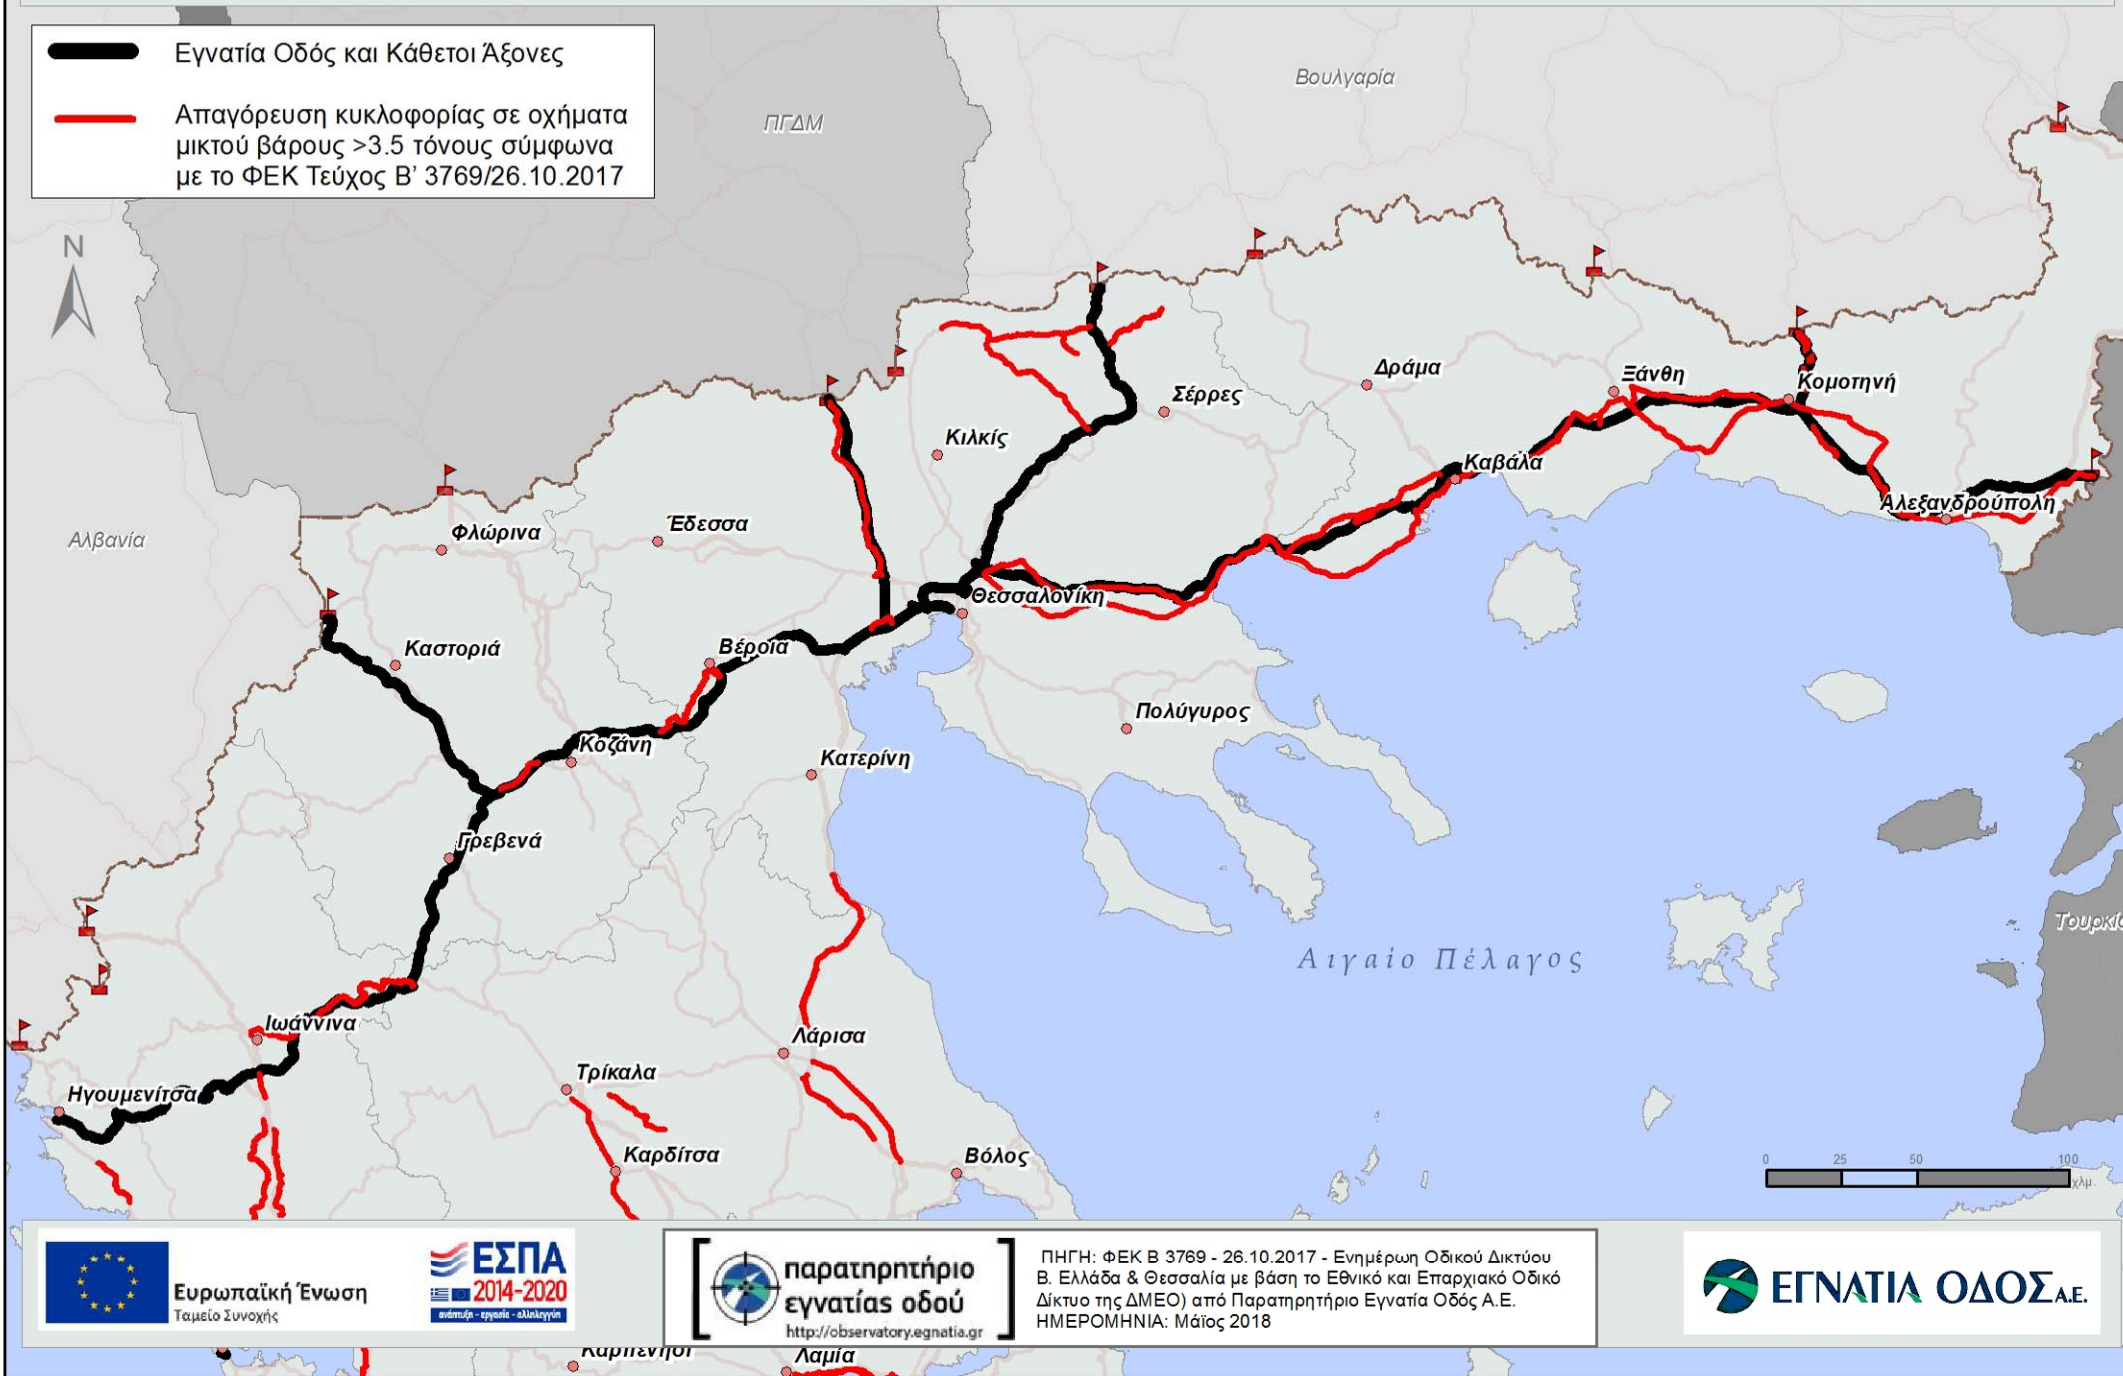 Εγνατία Οδός και Κάθετοι Άξονες
Απαγόρευση κυκλοφορίας σε οχήματα
μικτού βάρους >3.5 τόνους σύμφωνα
με το ΦΕΚ Τεύχος Β' 3769/26.10.2017
Βουλγαρία
ΠΓΔΜ
N
Δράμα
Ξάνθη
Κομοτηνή
Σέρρες
Κιλκίς
Καβάλα
Αλεξανδρούπολη
Αλβανία
Φλώρινα
Έδεσσα
Θεσσαλονίκη
Καστοριά
Βέροια
Πολύγυρος
Κοζάνη
Κατερίνη
Γρεβενά
Τουρκία
Αιγαίο Πέλαγος
Ιωάννινα
Λάρισα
Τρίκαλα
Ηγουμενίτσα
Καρδίτσα
Βόλος
0 25 50 100
χλμ.
Ευρωπαϊκή Ένωση
Ταμείο Συνοχής
ΕΣΠΑ
2014-2020
ανάπτυξη - εργασία - αλληλεγγύη
παρατηρητήριο
εγνατίας οδού
http://observatory.egnatia.gr
ΠΗΓΗ: ΦΕΚ Β 3769 - 26.10.2017 - Ενημέρωη Οδικού Δικτύου
Β. Ελλάδα & Θεσσαλία με βάση το Εθνικό και Επαρχιακό Οδικό
Δίκτυο της ΔΜΕΟ) από Παρατηρητήριο Εγνατία Οδός Α.Ε.
ΗΜΕΡΟΜΗΝΙΑ: Μάϊος 2018
ΕΓΝΑΤΙΑ ΟΔΟΣ Α.Ε.
Λαμία